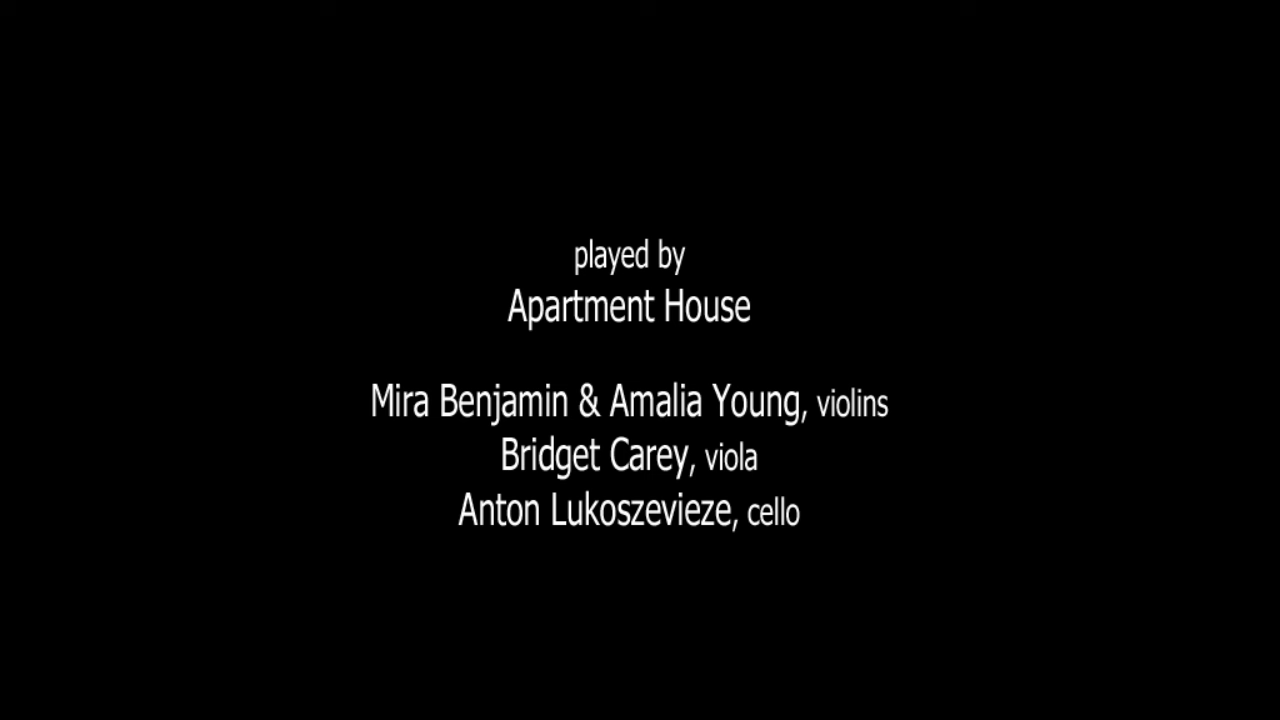 played by
Apartment House
Mira Benjamin & Amalia Young, violins
Bridget Carey, viola
Anton Lukoszevieze, cello